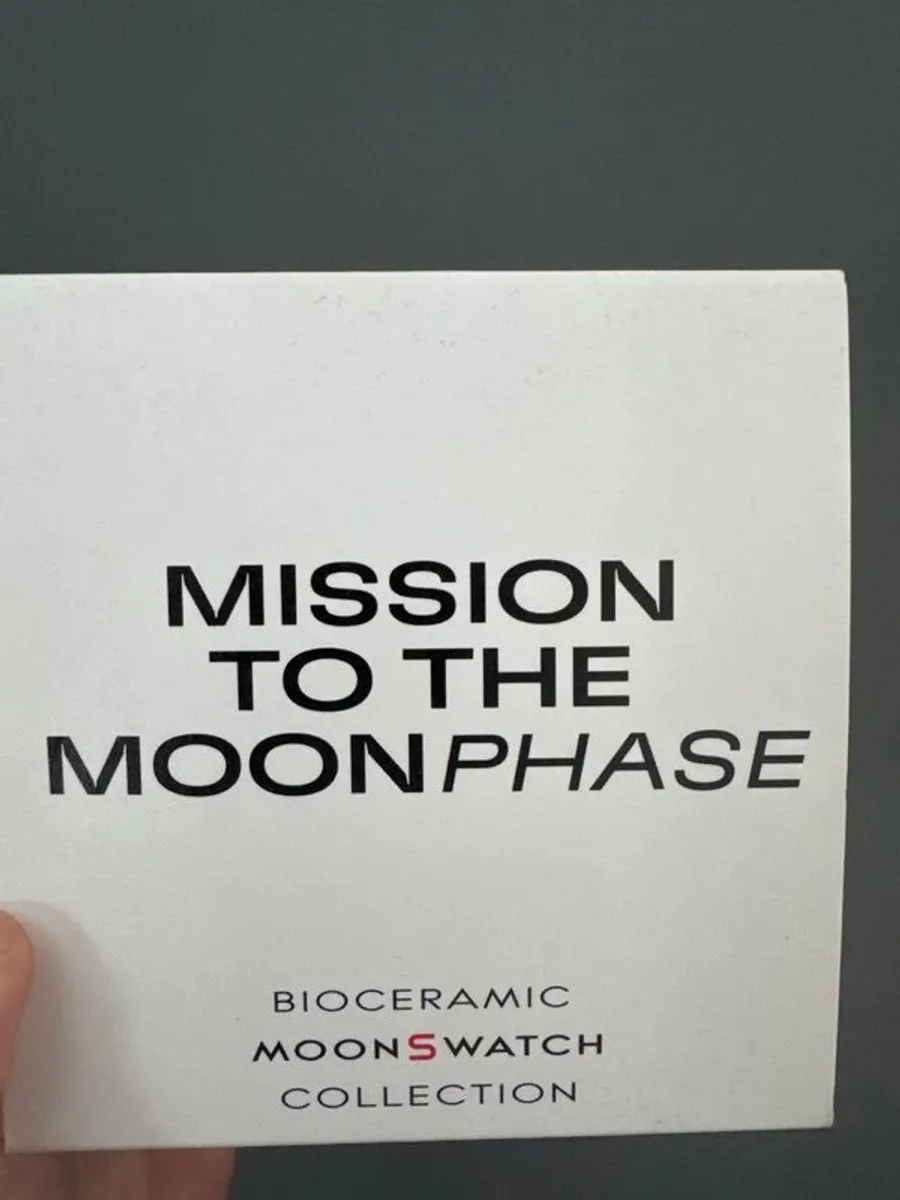 MISSION
TO THE
MOONPHASE
BIOCERAMIC
MOONSWATCH
COLLECTION